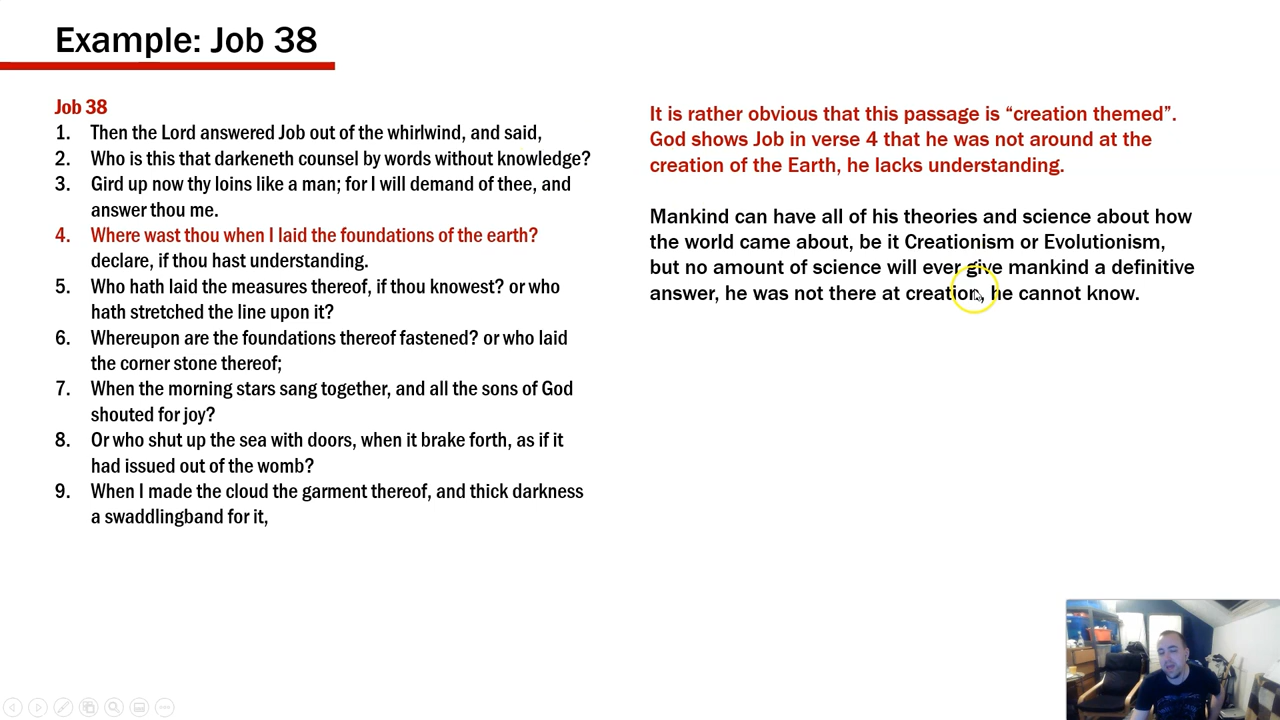 Example: Job 38
Job 38
1. Then the Lord answered Job out of the whirlwind, and said,
2. Who is this that darkeneth counsel by words without knowledge?
3. Gird up now thy loins like a man; for I will demand of thee, and
answer thou me.
4. Where wast thou when I laid the foundations of the earth?
declare, if thou hast understanding.
5. Who hath laid the measures thereof, if thou knowest? or who
hath stretched the line upon it?
6. Whereupon are the foundations thereof fastened? or who laid
the corner stone thereof;
7. When the morning stars sang together, and all the sons of God
shouted for joy?
8. Or who shut up the sea with doors, when it brake forth, as if it
had issued out of the womb?
9. When I made the cloud the garment thereof, and thick darkness
a swaddlingband for it,
It is rather obvious that this passage is “creation themed”.
God shows Job in verse 4 that he was not around at the
creation of the Earth, he lacks understanding.
Mankind can have all of his theories and science about how
the world came about, be it Creationism or Evolutionism,
but no amount of science will ever give mankind a definitive
answer, he was not there at creation, he cannot know.